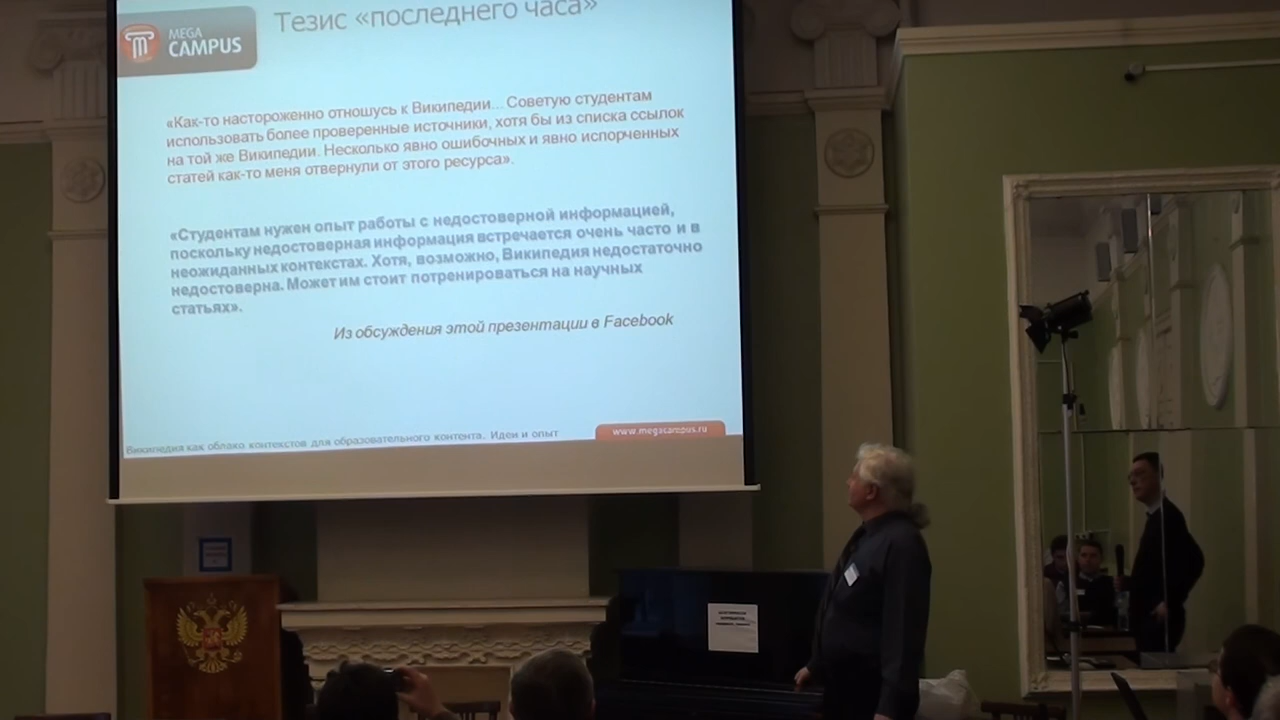 Тезис «последнего часа»
MEGA
CAMPUS
«Как-то настороженно отношусь к Википедии... Советую студентам
использовать более проверенные источники, хотя бы из списка ссылок
на той же Википедии. Несколько явно ошибочных и явно испорченных
статей как-то меня отвернули от этого ресурса».
«Студентам нужен опыт работы с недостоверной информацией,
поскольку недостоверная информация встречается очень часто и в
неожиданных контекстах. Хотя, возможно, Википедия недостаточно
недостоверна. Может им стоит потренироваться на научных
статьях».
Из обсуждения этой презентации в Facebook
Википедия как облако контекстов для образовательного контента. Идеи и опыт
www.megacampus.ru